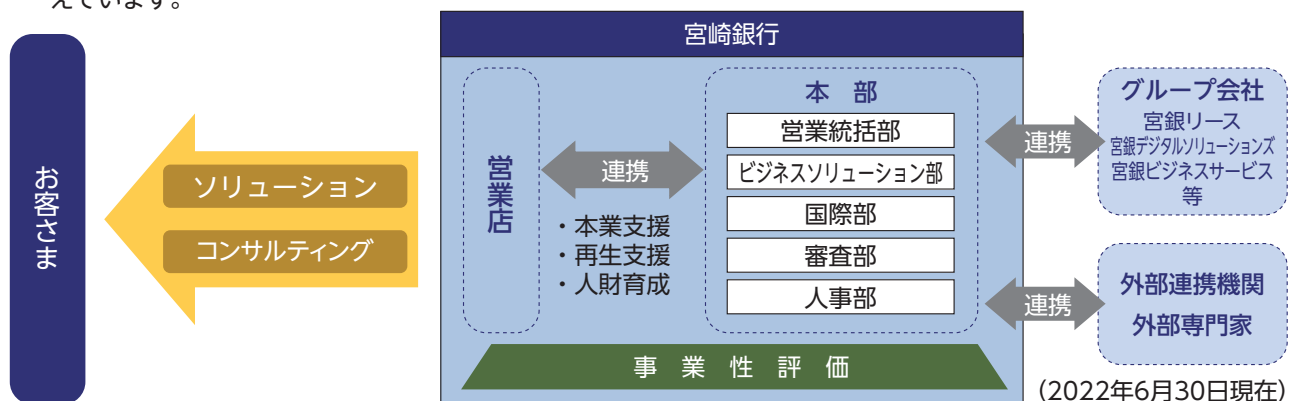 えています。
宮崎銀行
お客さま
ソリューション
コンサルティング
営業店
連携
・本業支援
・再生支援
・人財育成
本部
営業統括部
ビジネスソリューション部
国際部
審査部
人事部
事業性評価
連携
グループ会社
宮銀リース
宮銀デジタルソリューションズ
宮銀ビジネスサービス
等
連携
外部連携機関
外部専門家
(2022年6月30日現在)